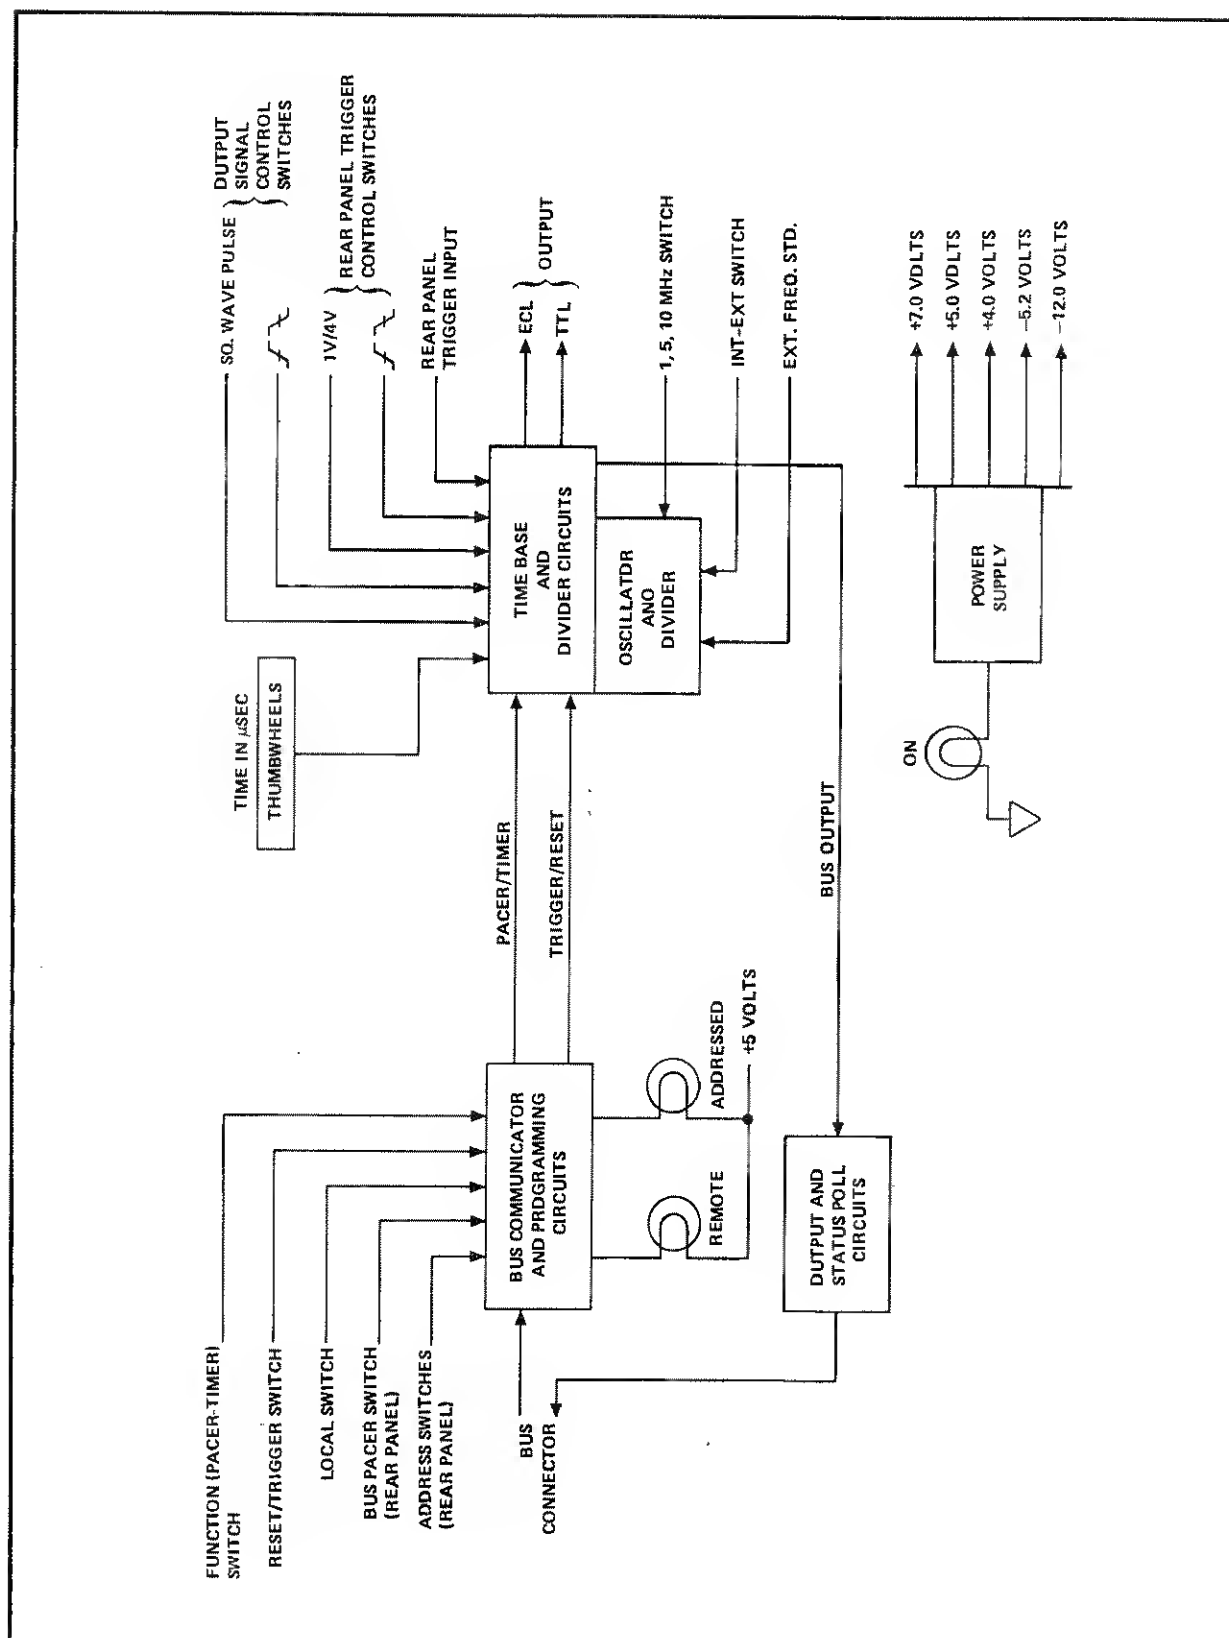 FUNCTION (PACER-TIMER)
SWITCH
RESET/TRIGGER SWITCH
LOCAL SWITCH
BUS PACER SWITCH
(REAR PANEL)
ADDRESS SWITCHES
(REAR PANEL)
BUS
CONNECTOR
BUS COMMUNICATOR
AND PRDGRAMMING
CIRCUITS
REMOTE
ADDRESSED
+5 VOLTS
DUTPUT AND
STATUS POLL
CIRCUITS
PACER/TIMER
TRIGGER/RESET
BUS OUTPUT
TIME IN µSEC
THUMBWHEELS
TIME BASE
AND
DIVIDER CIRCUITS
OSCILLATDR
ANO
DIVIDER
SQ. WAVE PULSE
DUTPUT
SIGNAL
CONTROL
SWITCHES
1V/4V
REAR PANEL TRIGGER
CONTROL SWITCHES
REAR PANEL
TRIGGER INPUT
ECL
TTL
OUTPUT
1, 5, 10 MHz SWITCH
INT-EXT SWITCH
EXT. FREQ. STD.
ON
POWER
SUPPLY
+7.0 VDLTS
+5.0 VDLTS
+4.0 VOLTS
-5.2 VOLTS
-12.0 VOLTS